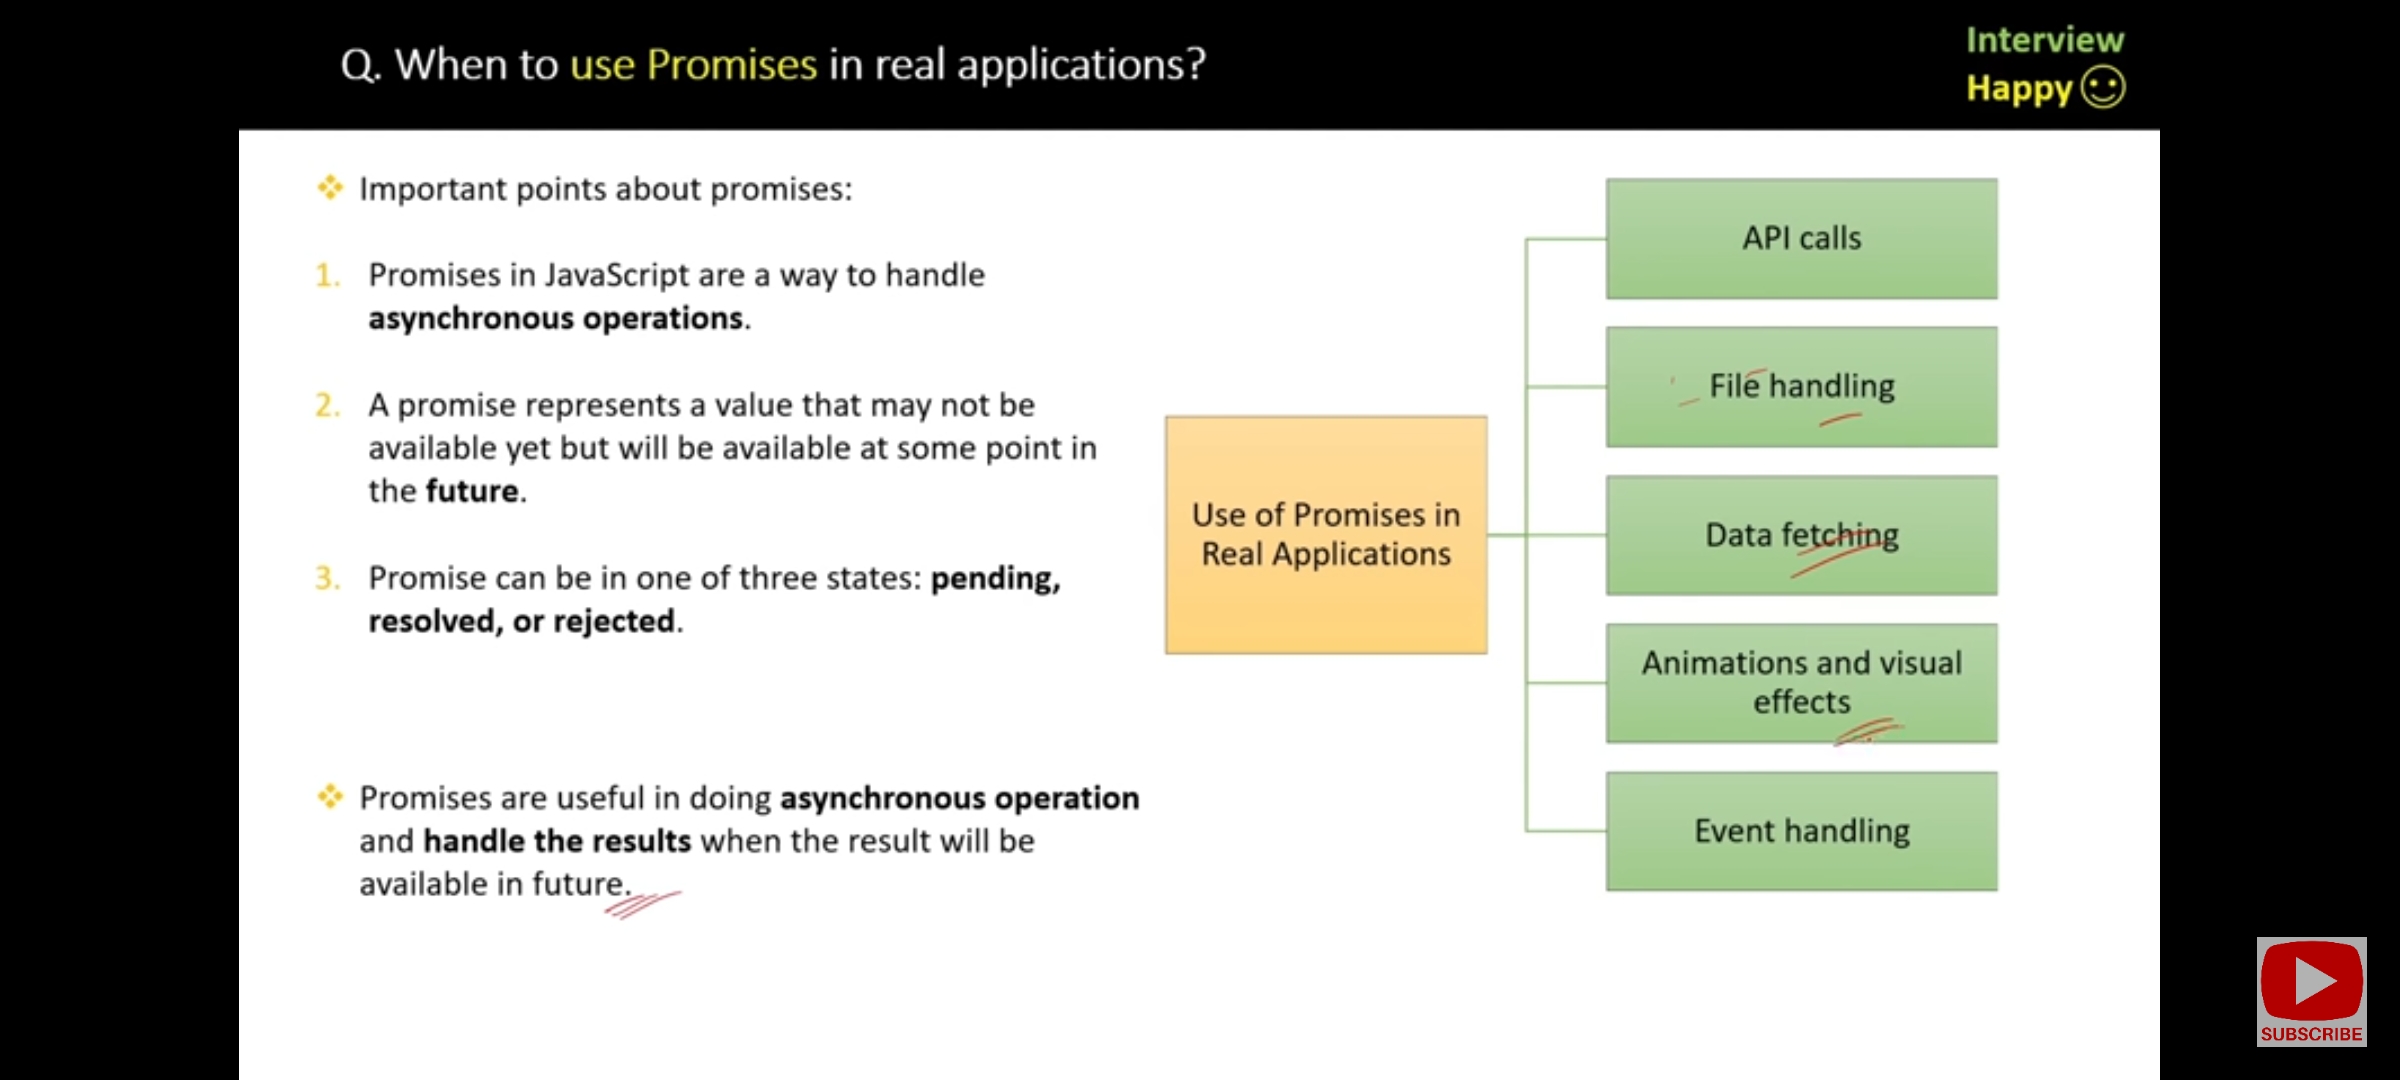 Q. When to use Promises in real applications?
Interview
Happy
Important points about promises:
1. Promises in JavaScript are a way to handle
asynchronous operations.
2. A promise represents a value that may not be
available yet but will be available at some point in
the future.
3. Promise can be in one of three states: pending,
resolved, or rejected.
Promises are useful in doing asynchronous operation
and handle the results when the result will be
available in future.
Use of Promises in
Real Applications
API calls
File handling
Data fetching
Animations and visual
effects
Event handling
SUBSCRIBE